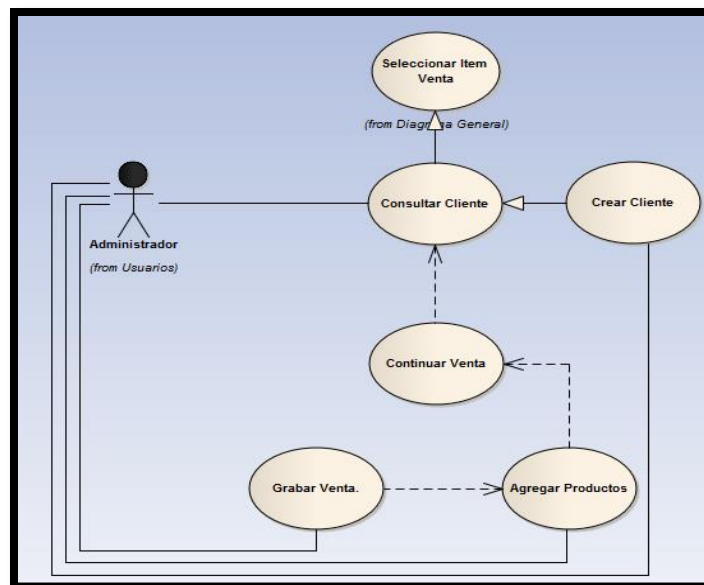 Seleccionar Item
Venta
(from Diagrama General)
Consultar Cliente
Crear Cliente
Administrador
(from Usuarios)
Continuar Venta
Grabar Venta.
Agregar Productos